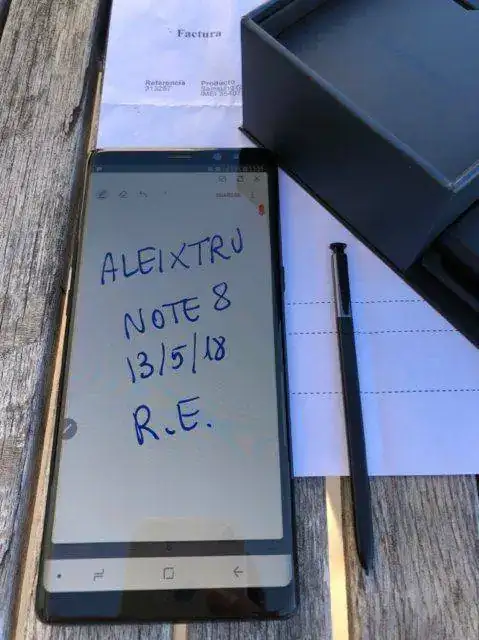 Factura
Referencia Producto
ALEIXTRU
NOTE 8
13/5/18
R.E.